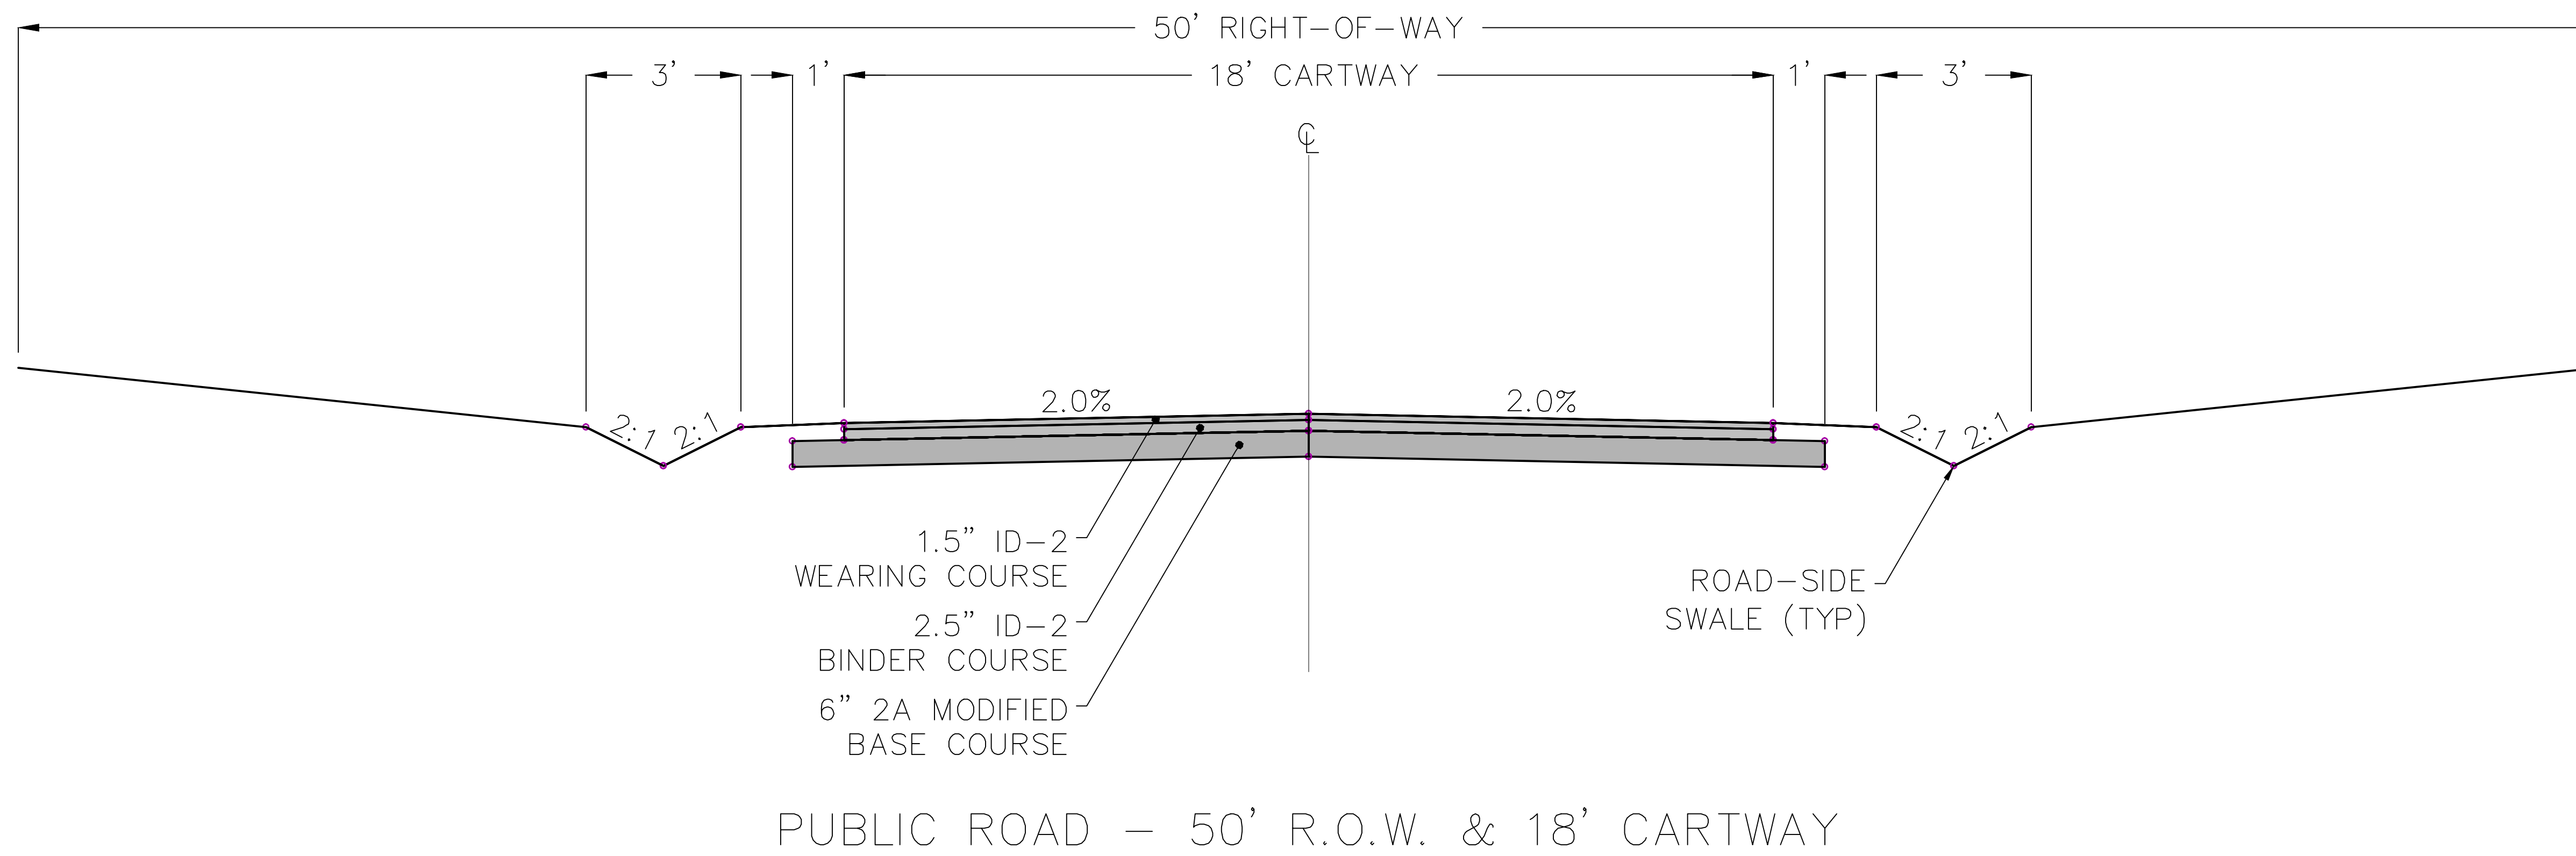 50' RIGHT-OF-WAY
3' 1' 18' CARTWAY 1' 3'
℄
2.0% 2.0%
2:1 2:1 2:1 2:1
1.5" ID-2
WEARING COURSE
2.5" ID-2
BINDER COURSE
6" 2A MODIFIED
BASE COURSE
ROAD-SIDE
SWALE (TYP)
PUBLIC ROAD - 50' R.O.W. & 18' CARTWAY